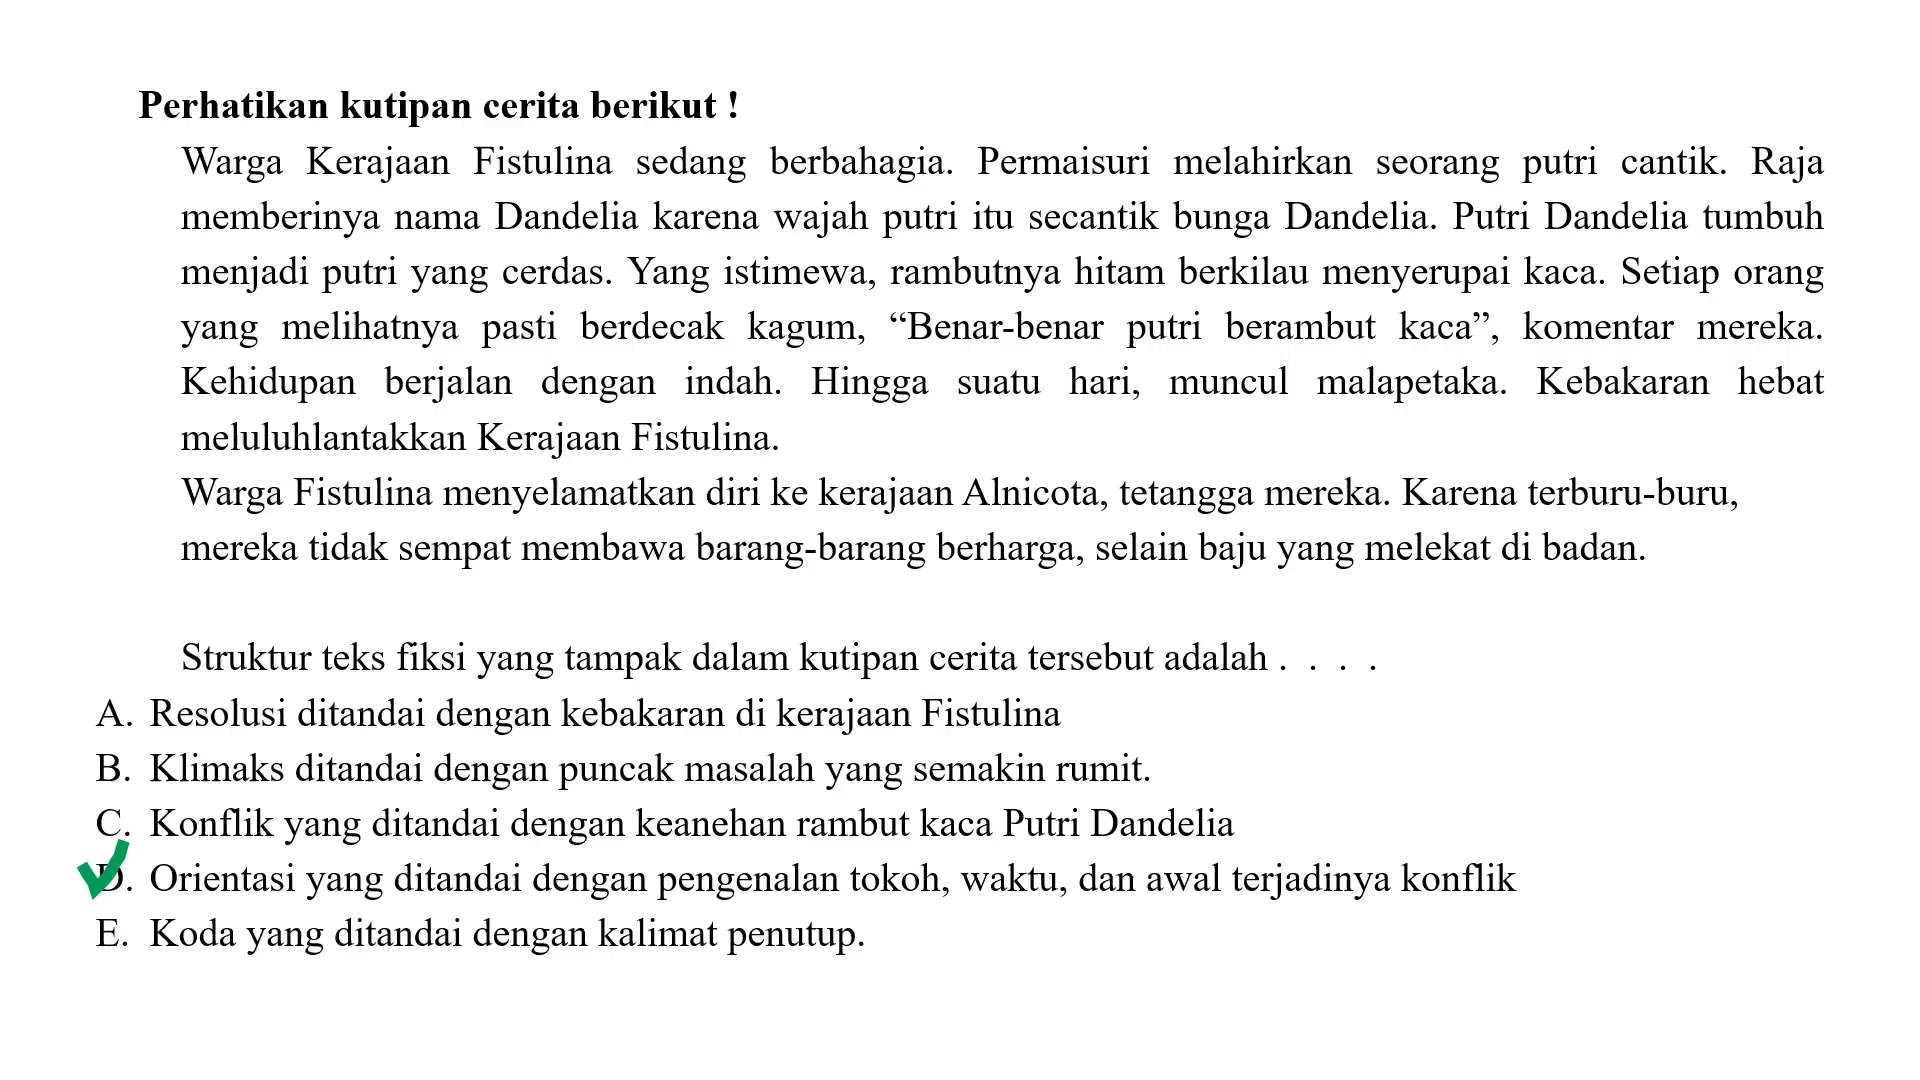 Perhatikan kutipan cerita berikut !
Warga Kerajaan Fistulina sedang berbahagia. Permaisuri melahirkan seorang putri cantik. Raja
memberinya nama Dandelia karena wajah putri itu secantik bunga Dandelia. Putri Dandelia tumbuh
menjadi putri yang cerdas. Yang istimewa, rambutnya hitam berkilau menyerupai kaca. Setiap orang
yang melihatnya pasti berdecak kagum, “Benar-benar putri berambut kaca”, komentar mereka.
Kehidupan berjalan dengan indah. Hingga suatu hari, muncul malapetaka. Kebakaran hebat
meluluhlantakkan Kerajaan Fistulina.
Warga Fistulina menyelamatkan diri ke kerajaan Alnicota, tetangga mereka. Karena terburu-buru,
mereka tidak sempat membawa barang-barang berharga, selain baju yang melekat di badan.
Struktur teks fiksi yang tampak dalam kutipan cerita tersebut adalah . . . .
A. Resolusi ditandai dengan kebakaran di kerajaan Fistulina
B. Klimaks ditandai dengan puncak masalah yang semakin rumit.
C. Konflik yang ditandai dengan keanehan rambut kaca Putri Dandelia
D. Orientasi yang ditandai dengan pengenalan tokoh, waktu, dan awal terjadinya konflik
E. Koda yang ditandai dengan kalimat penutup.